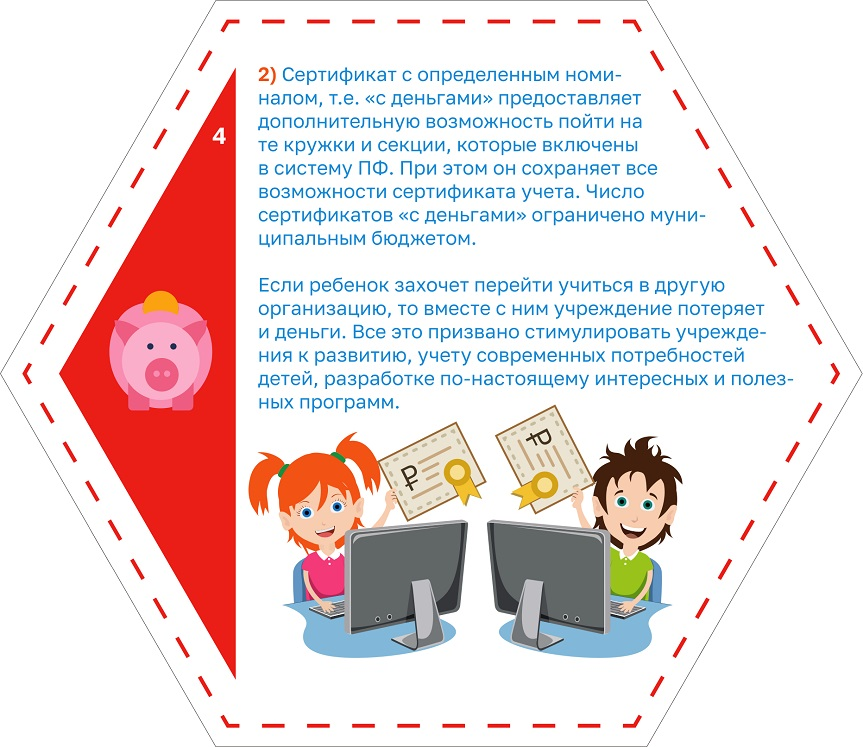 4
2) Сертификат с определенным номи-
налом, т.е. «с деньгами» предоставляет
дополнительную возможность пойти на
те кружки и секции, которые включены
в систему ПФ. При этом он сохраняет все
возможности сертификата учета. Число
сертификатов «с деньгами» ограничено муни-
ципальным бюджетом.
Если ребенок захочет перейти учиться в другую
организацию, то вместе с ним учреждение потеряет
и деньги. Все это призвано стимулировать учрежде-
ния к развитию, учету современных потребностей
детей, разработке по-настоящему интересных и полез-
ных программ.
₽
₽